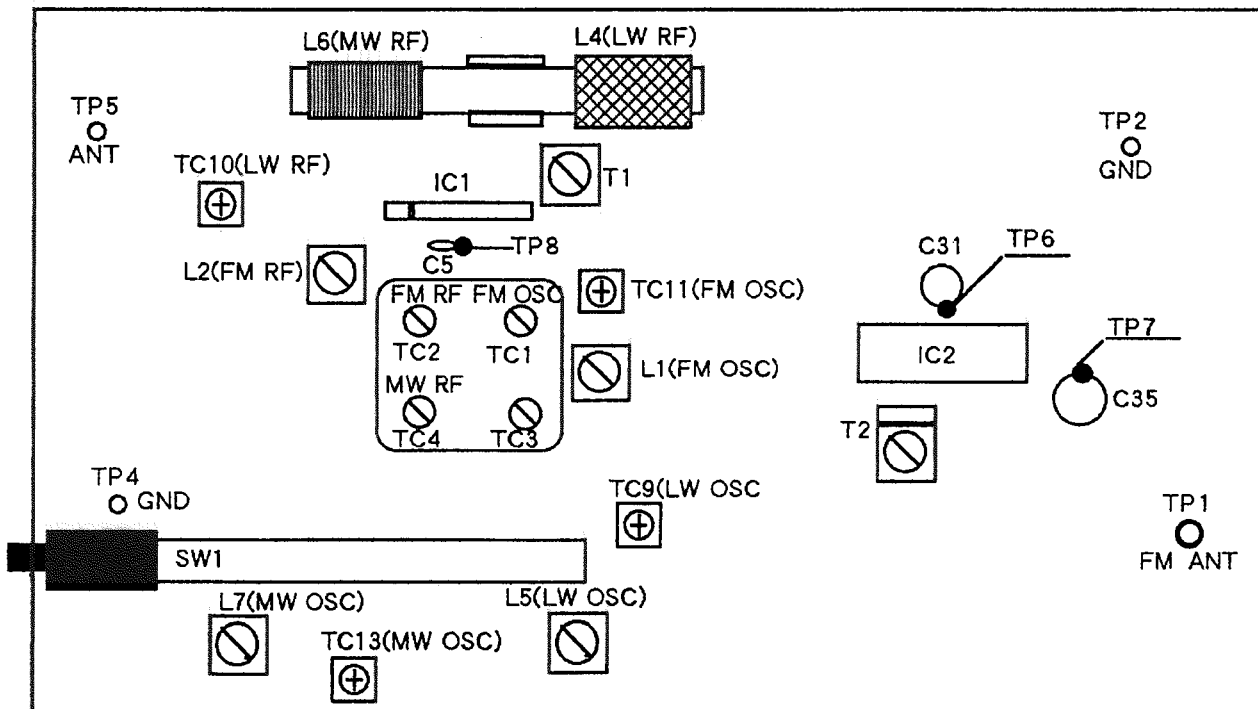 L6(MW RF)
L4(LW RF)
TP5
ANT
TP2
GND
TC10(LW RF)
IC1
T1
TP8
C5
L2(FM RF)
C31
TP6
FM RF
FM OSC
TC11(FM OSC)
TC2
TC1
TP7
IC2
L1(FM OSC)
MW RF
C35
TC4
TC3
T2
TP4
GND
TC9(LW OSC
TP1
FM ANT
SW1
L7(MW OSC)
L5(LW OSC)
TC13(MW OSC)